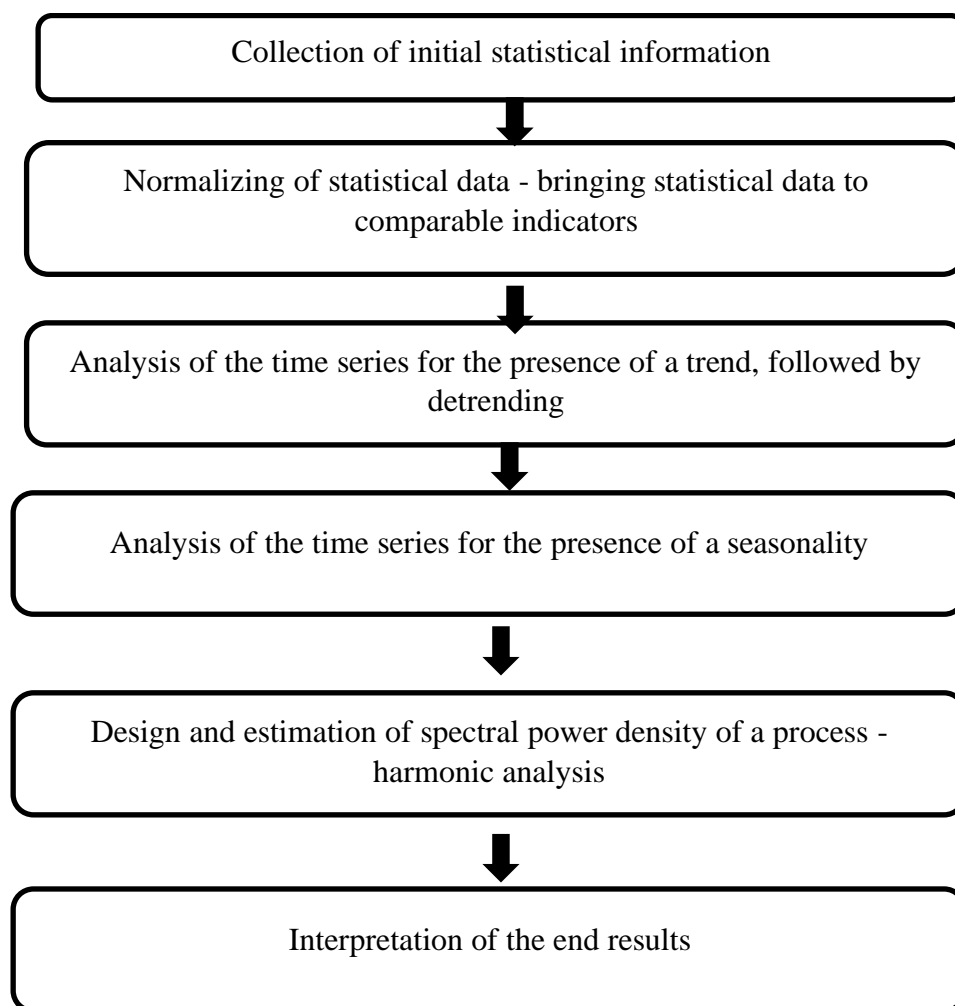 Collection of initial statistical information
Normalizing of statistical data - bringing statistical data to
comparable indicators
Analysis of the time series for the presence of a trend, followed by
detrending
Analysis of the time series for the presence of a seasonality
Design and estimation of spectral power density of a process -
harmonic analysis
Interpretation of the end results